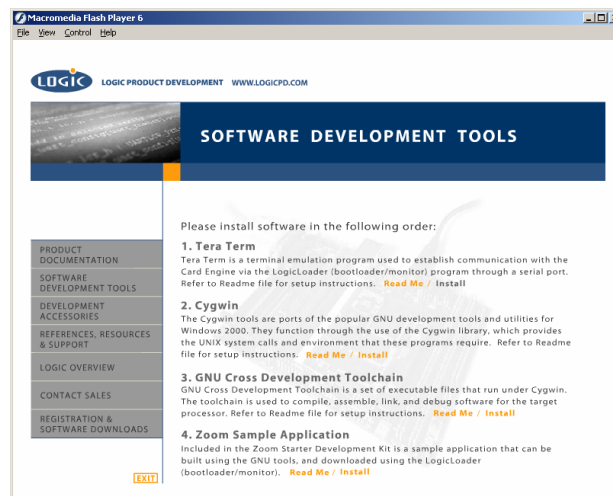 Macromedia Flash Player 6
File View Control Help
LOGIC LOGIC PRODUCT DEVELOPMENT WWW.LOGICPD.COM
SOFTWARE DEVELOPMENT TOOLS
PRODUCT
DOCUMENTATION
SOFTWARE
DEVELOPMENT TOOLS
DEVELOPMENT
ACCESSORIES
REFERENCES, RESOURCES
& SUPPORT
LOGIC OVERVIEW
CONTACT SALES
REGISTRATION &
SOFTWARE DOWNLOADS
EXIT
Please install software in the following order:
1. Tera Term
Tera Term is a terminal emulation program used to establish communication with the
Card Engine via the LogicLoader (bootloader/monitor) program through a serial port.
Refer to Readme file for setup instructions. Read Me / Install
2. Cygwin
The Cygwin tools are ports of the popular GNU development tools and utilities for
Windows 2000. They function through the use of the Cygwin library, which provides
the UNIX system calls and environment that these programs require. Refer to Readme
file for setup instructions. Read Me / Install
3. GNU Cross Development Toolchain
GNU Cross Development Toolchain is a set of executable files that run under Cygwin.
The toolchain is used to compile, assemble, link, and debug software for the target
processor. Refer to Readme file for setup instructions. Read Me / Install
4. Zoom Sample Application
Included in the Zoom Starter Development Kit is a sample application that can be
built using the GNU tools, and downloaded using the LogicLoader
(bootloader/monitor). Read Me / Install